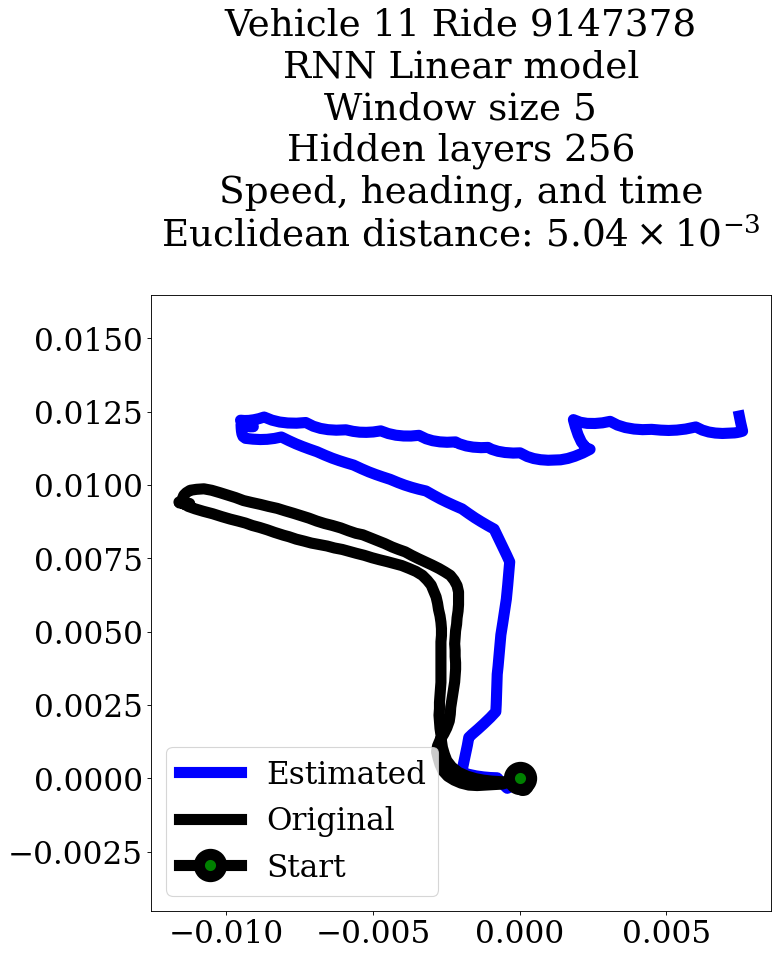 Vehicle 11 Ride 9147378
RNN Linear model
Window size 5
Hidden layers 256
Speed, heading, and time
Euclidean distance: 5.04 × 10⁻³
0.0150
0.0125
0.0100
0.0075
0.0050
0.0025
0.0000
−0.0025
Estimated
Original
Start
−0.010 −0.005 0.000 0.005